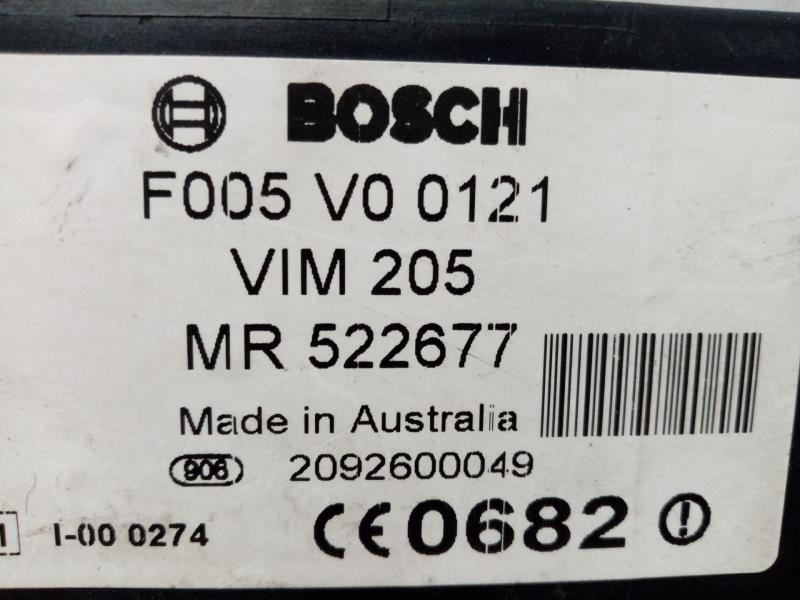 BOSCH
F005 V0 0121
VIM 205
MR 522677
Made in Australia
906 2092600049
I-00 0274 CE0682